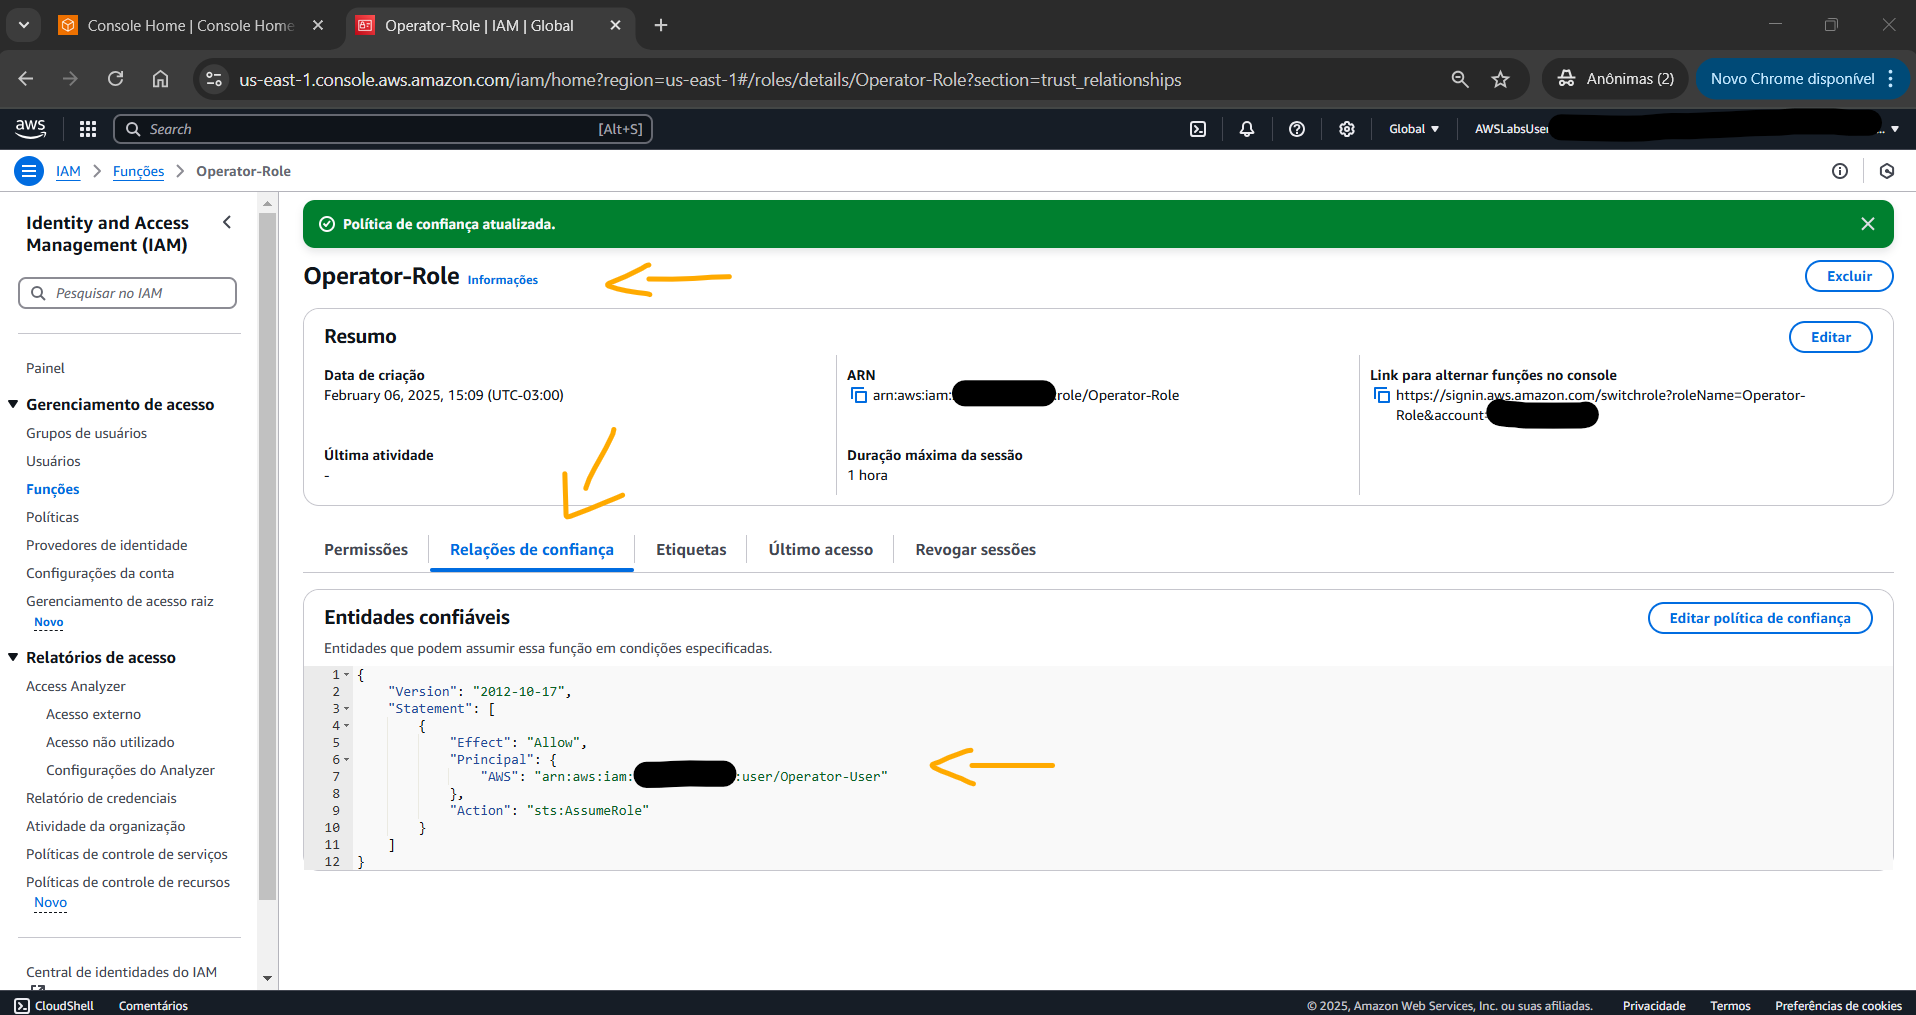 Console Home | Console Home
Operator-Role | IAM | Global
us-east-1.console.aws.amazon.com/iam/home?region=us-east-1#/roles/details/Operator-Role?section=trust_relationships
Anônimas (2)
Novo Chrome disponível
aws
Search
[Alt+S]
Global
AWSLabsUser
...
IAM
Funções
Operator-Role
Identity and Access
Management (IAM)
Pesquisar no IAM
Painel
Gerenciamento de acesso
Grupos de usuários
Usuários
Funções
Políticas
Provedores de identidade
Configurações da conta
Gerenciamento de acesso raiz
Novo
Relatórios de acesso
Access Analyzer
Acesso externo
Acesso não utilizado
Configurações do Analyzer
Relatório de credenciais
Atividade da organização
Políticas de controle de serviços
Políticas de controle de recursos
Novo
Central de identidades do IAM
Política de confiança atualizada.
Operator-Role Informações
Excluir
Resumo
Editar
Data de criação
February 06, 2025, 15:09 (UTC-03:00)
ARN
arn:aws:iam: :role/Operator-Role
Link para alternar funções no console
https://signin.aws.amazon.com/switchrole?roleName=Operator-
Role&account=
Última atividade
-
Duração máxima da sessão
1 hora
Permissões
Relações de confiança
Etiquetas
Último acesso
Revogar sessões
Entidades confiáveis
Editar política de confiança
Entidades que podem assumir essa função em condições especificadas.
1 {
2 "Version": "2012-10-17",
3 "Statement": [
4 {
5 "Effect": "Allow",
6 "Principal": {
7 "AWS": "arn:aws:iam: :user/Operator-User"
8 },
9 "Action": "sts:AssumeRole"
10 }
11 ]
12 }
CloudShell
Comentários
© 2025, Amazon Web Services, Inc. ou suas afiliadas.
Privacidade
Termos
Preferências de cookies